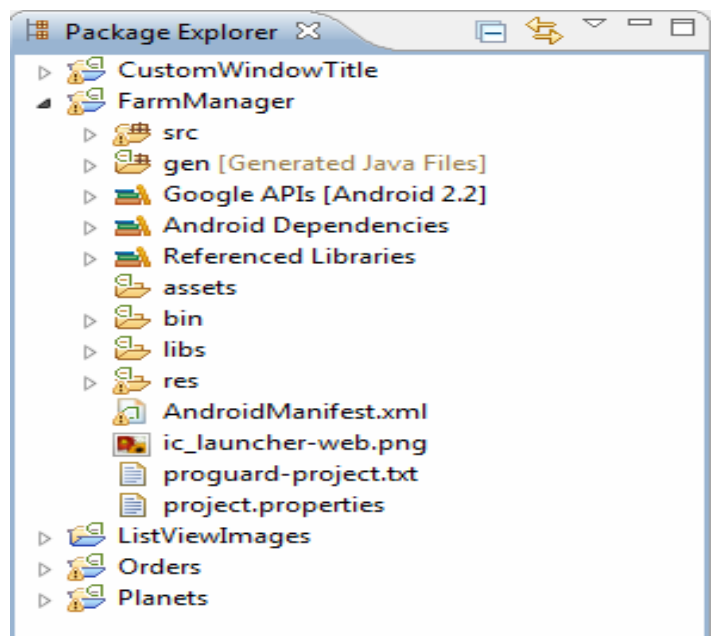 Package Explorer
CustomWindowTitle
FarmManager
src
gen [Generated Java Files]
Google APIs [Android 2.2]
Android Dependencies
Referenced Libraries
assets
bin
libs
res
AndroidManifest.xml
ic_launcher-web.png
proguard-project.txt
project.properties
ListViewImages
Orders
Planets